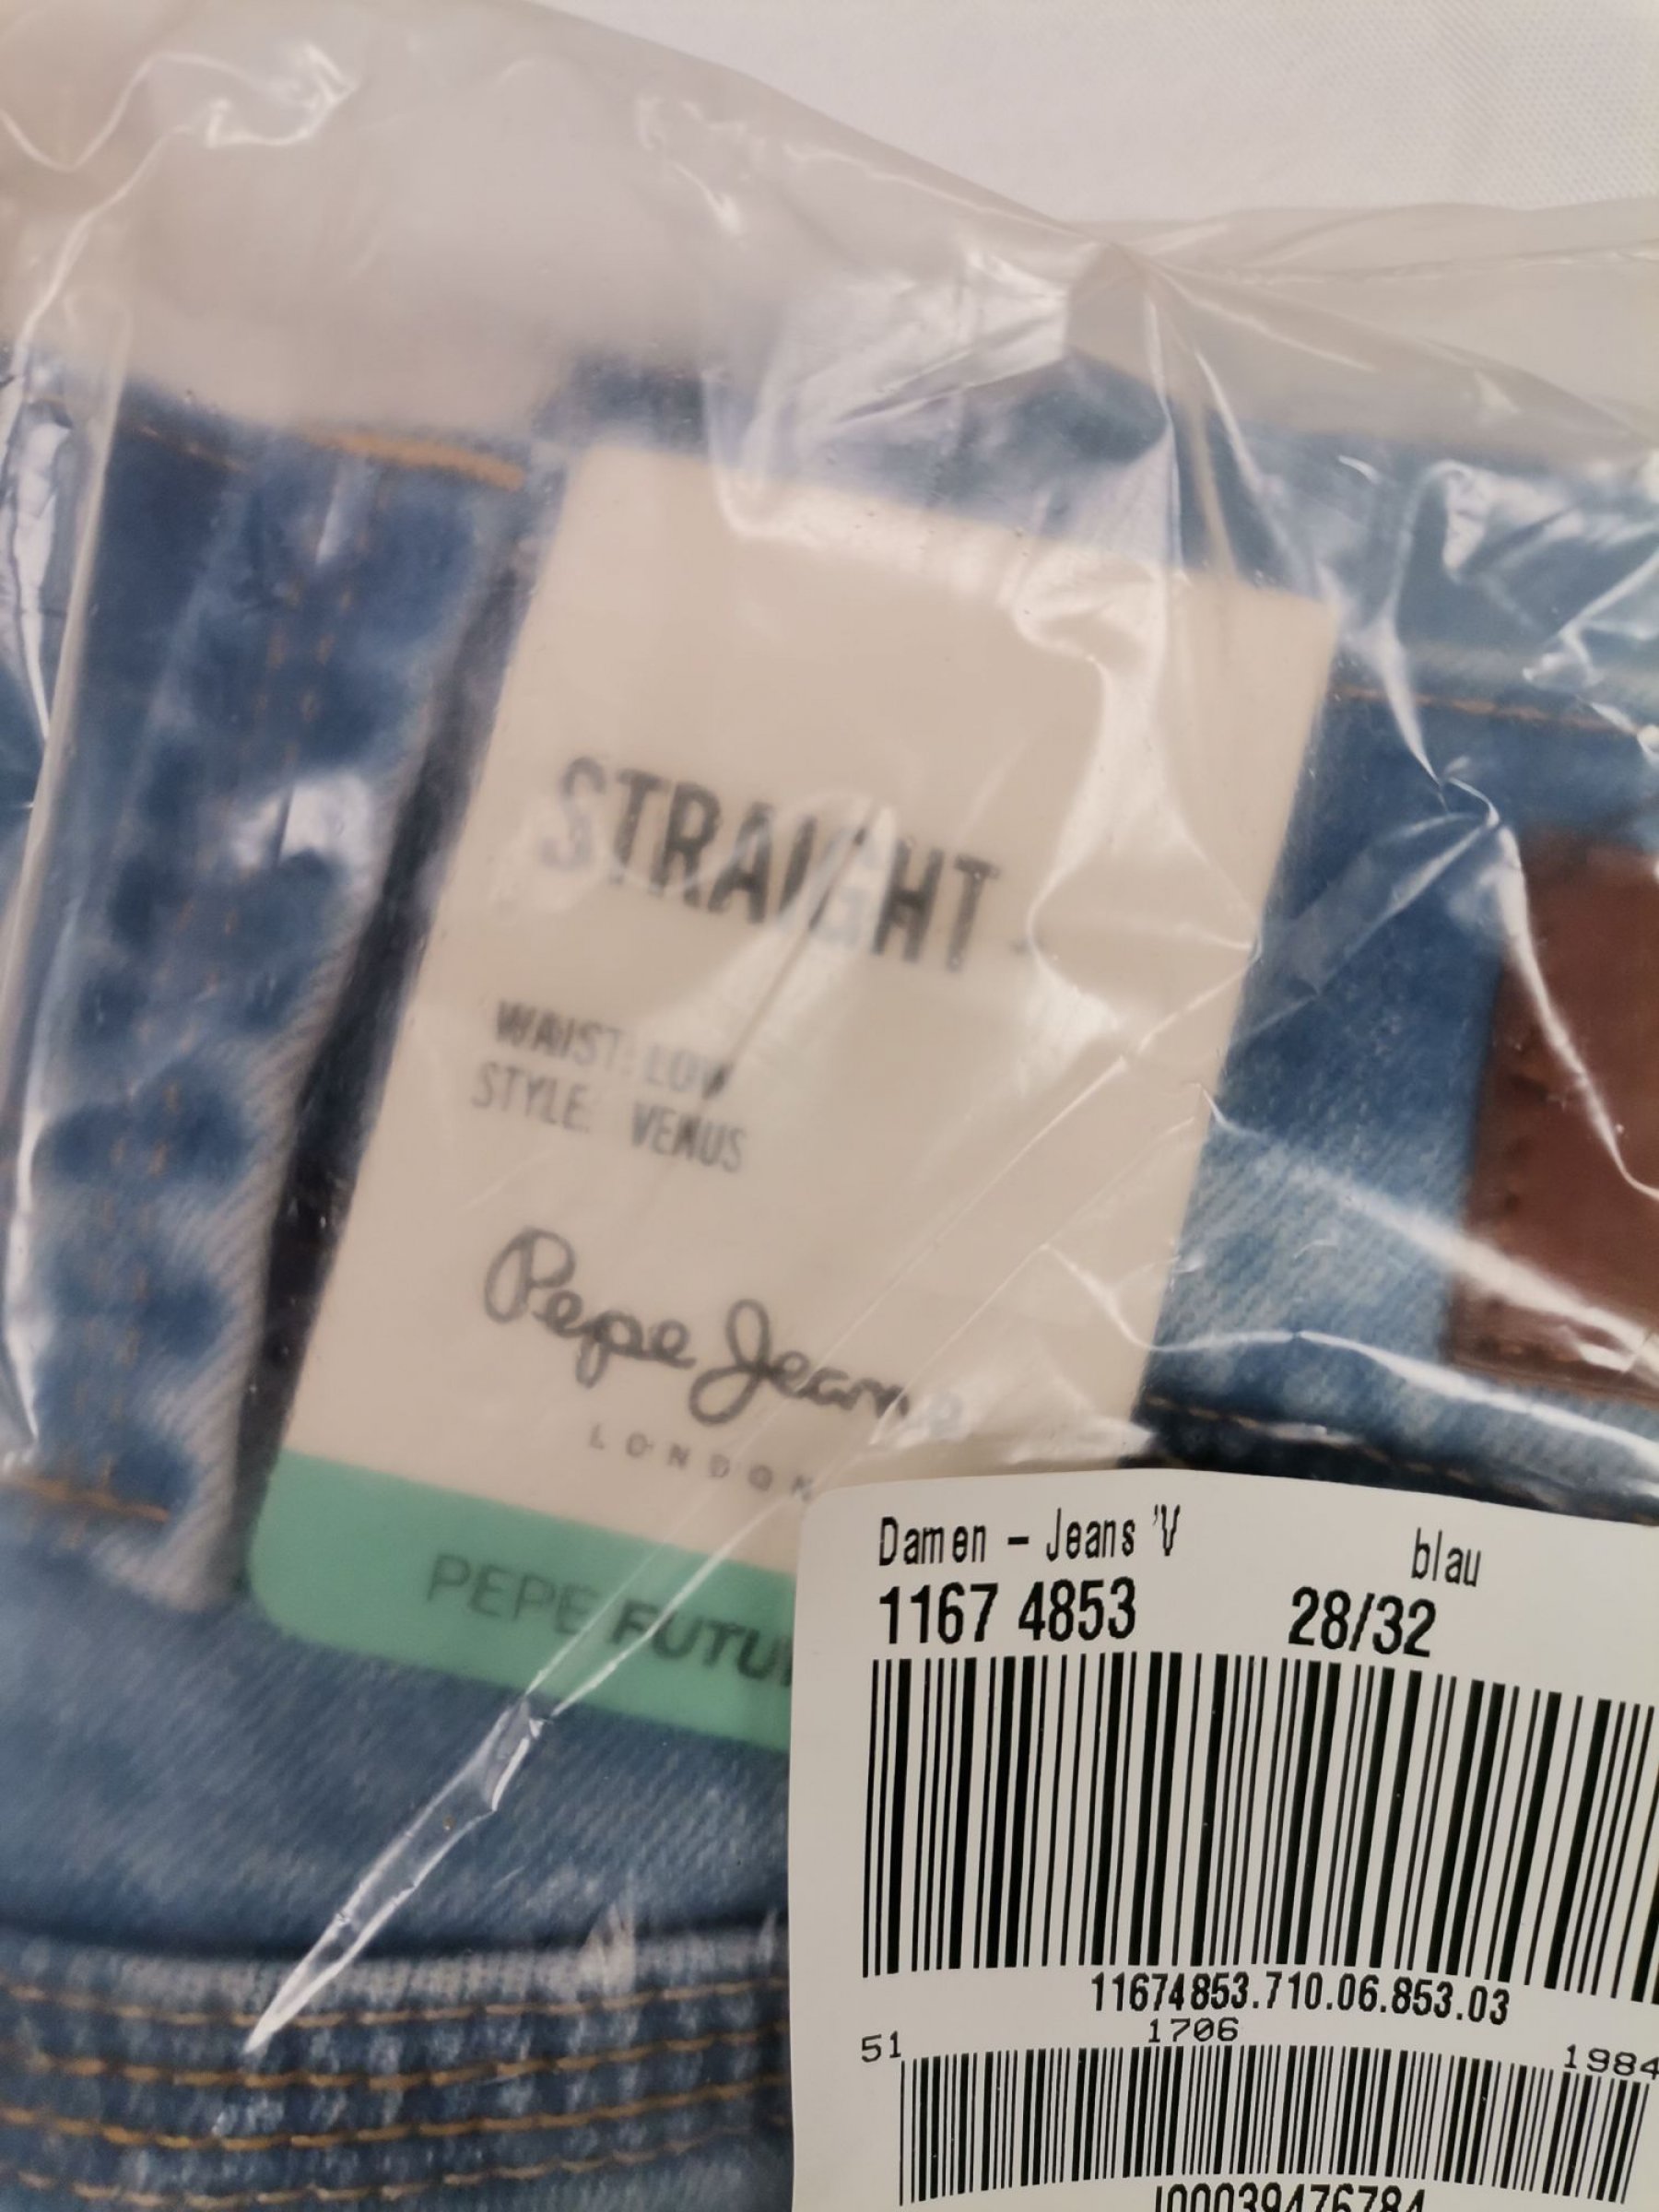 STRAIGHT
WAIST: LOW
STYLE: VENUS
Pepe Jeans
LONDON
PEPE FUTU
Damen - Jeans 'V blau
1167 4853 28/32
11674853.710.06.853.03
51 1706 1984
J00039476784